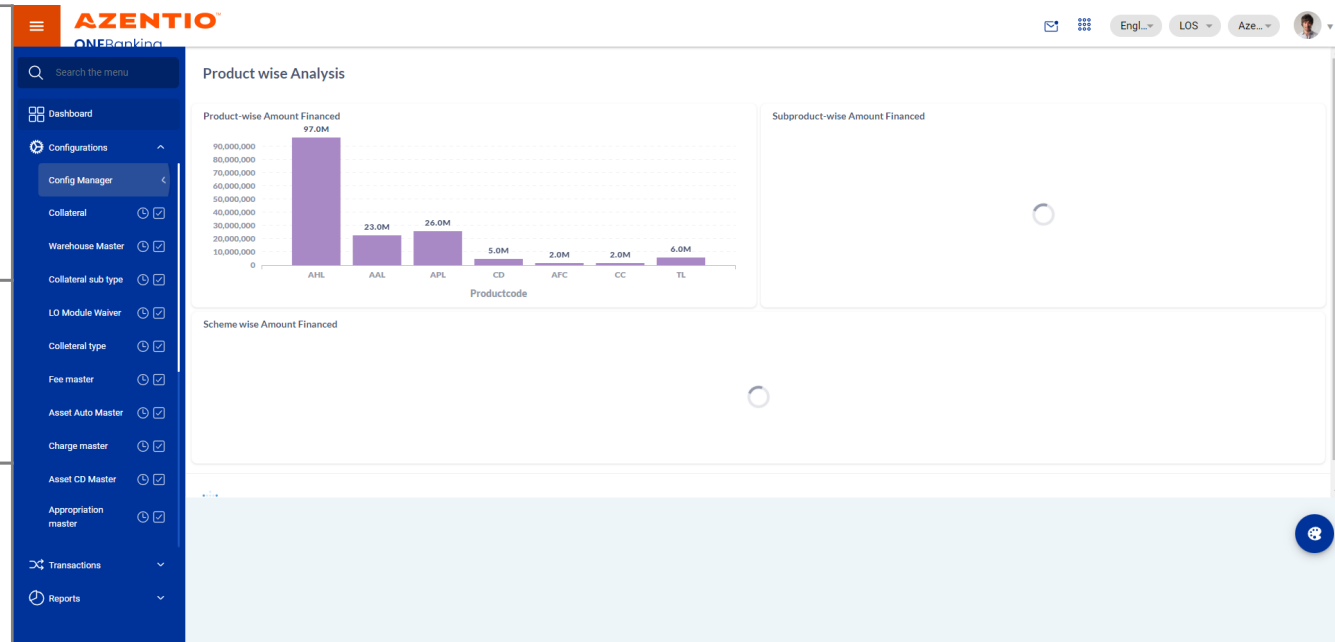 AZENTIO
ONEBanking
Engl...
LOS
Aze...
Search the menu
Dashboard
Configurations
Config Manager
Collateral
Warehouse Master
Collateral sub type
LO Module Waiver
Colleteral type
Fee master
Asset Auto Master
Charge master
Asset CD Master
Appropriation
master
Transactions
Reports
Product wise Analysis
Product-wise Amount Financed
97.0M
90,000,000
80,000,000
70,000,000
60,000,000
50,000,000
40,000,000
30,000,000
20,000,000
10,000,000
0
23.0M
26.0M
5.0M
2.0M
2.0M
6.0M
AHL
AAL
APL
CD
AFC
CC
TL
Productcode
Subproduct-wise Amount Financed
Scheme wise Amount Financed